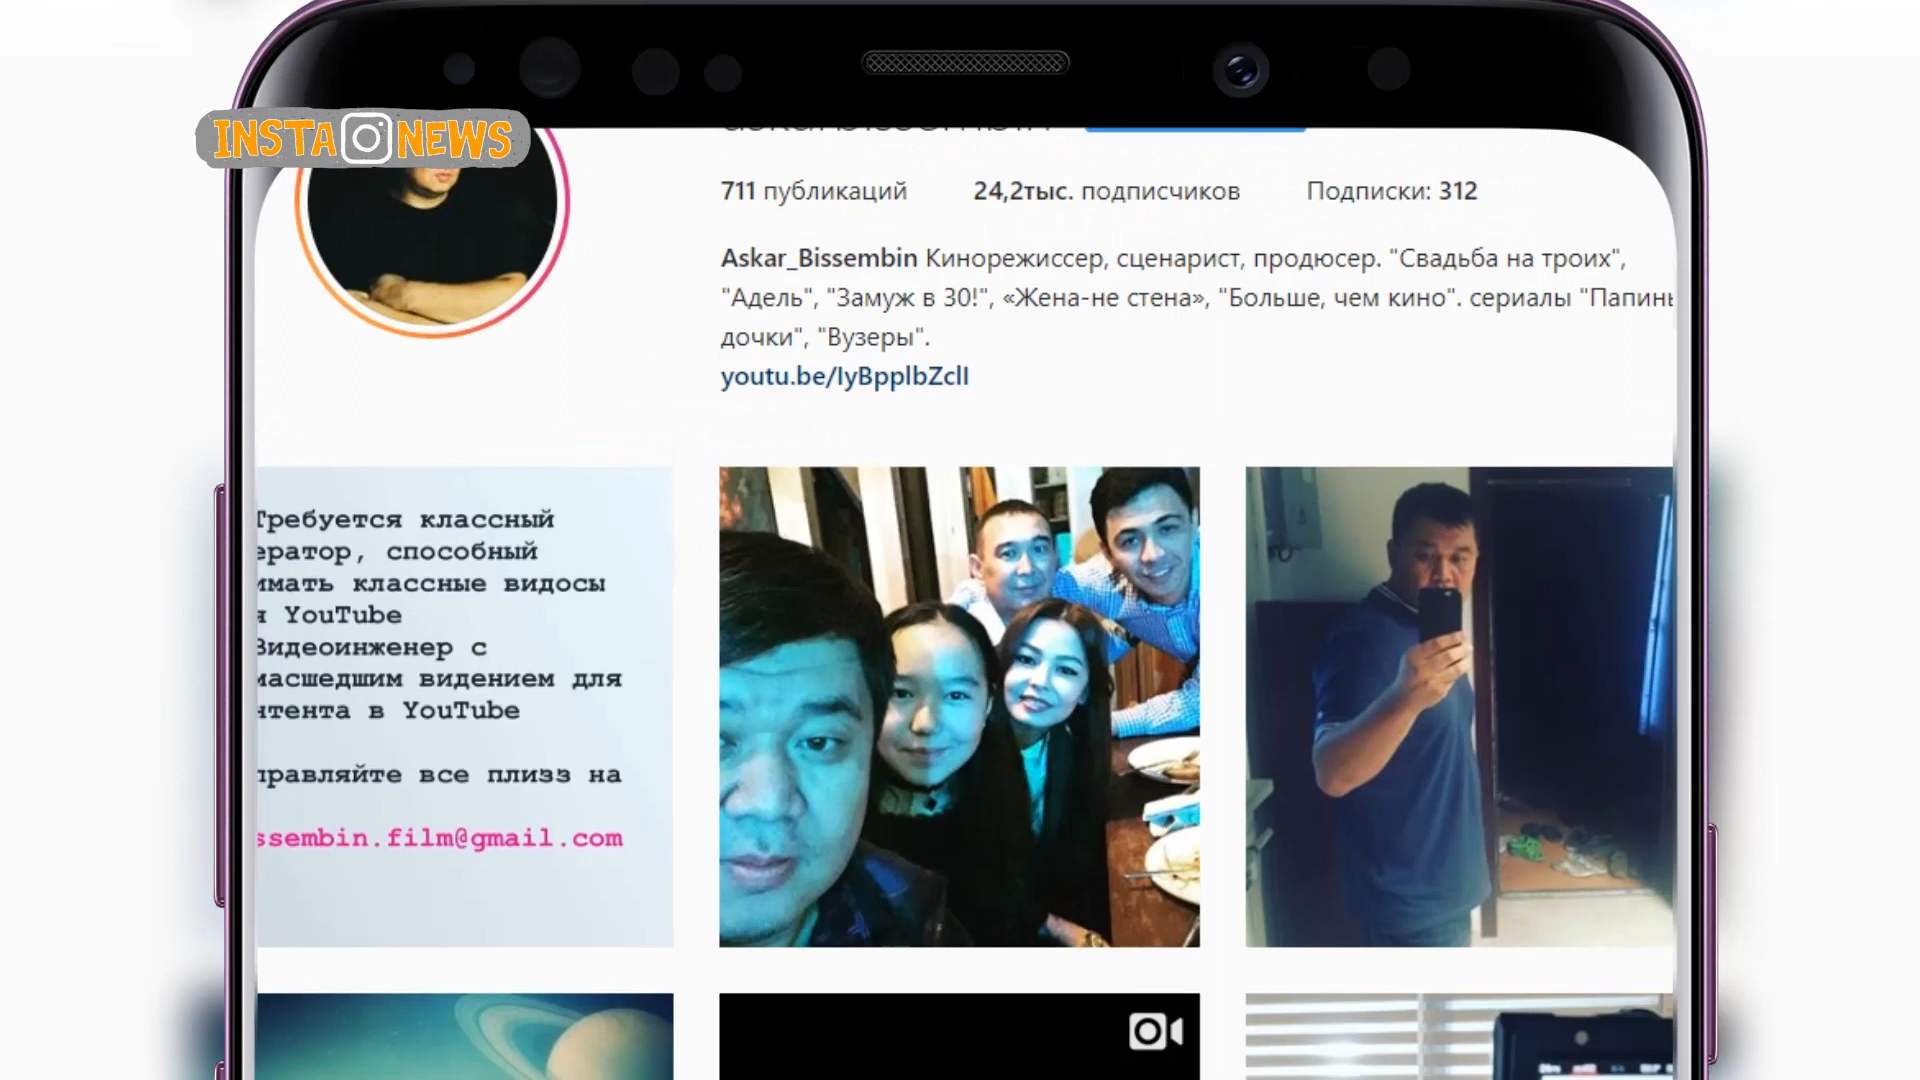 INSTA NEWS
711 публикаций 24,2тыс. подписчиков Подписки: 312
Askar_Bissembin Кинорежиссер, сценарист, продюсер. "Свадьба на троих",
"Адель", "Замуж в 30!", «Жена-не стена», "Больше, чем кино". сериалы "Папины
дочки", "Вузеры".
youtu.be/IyBpplbZclI
Требуется классный
ератор, способный
имать классные видосы
я YouTube
Видеоинженер с
масшедшим видением для
нтента в YouTube
правляйте все плизз на
ssembin.film@gmail.com